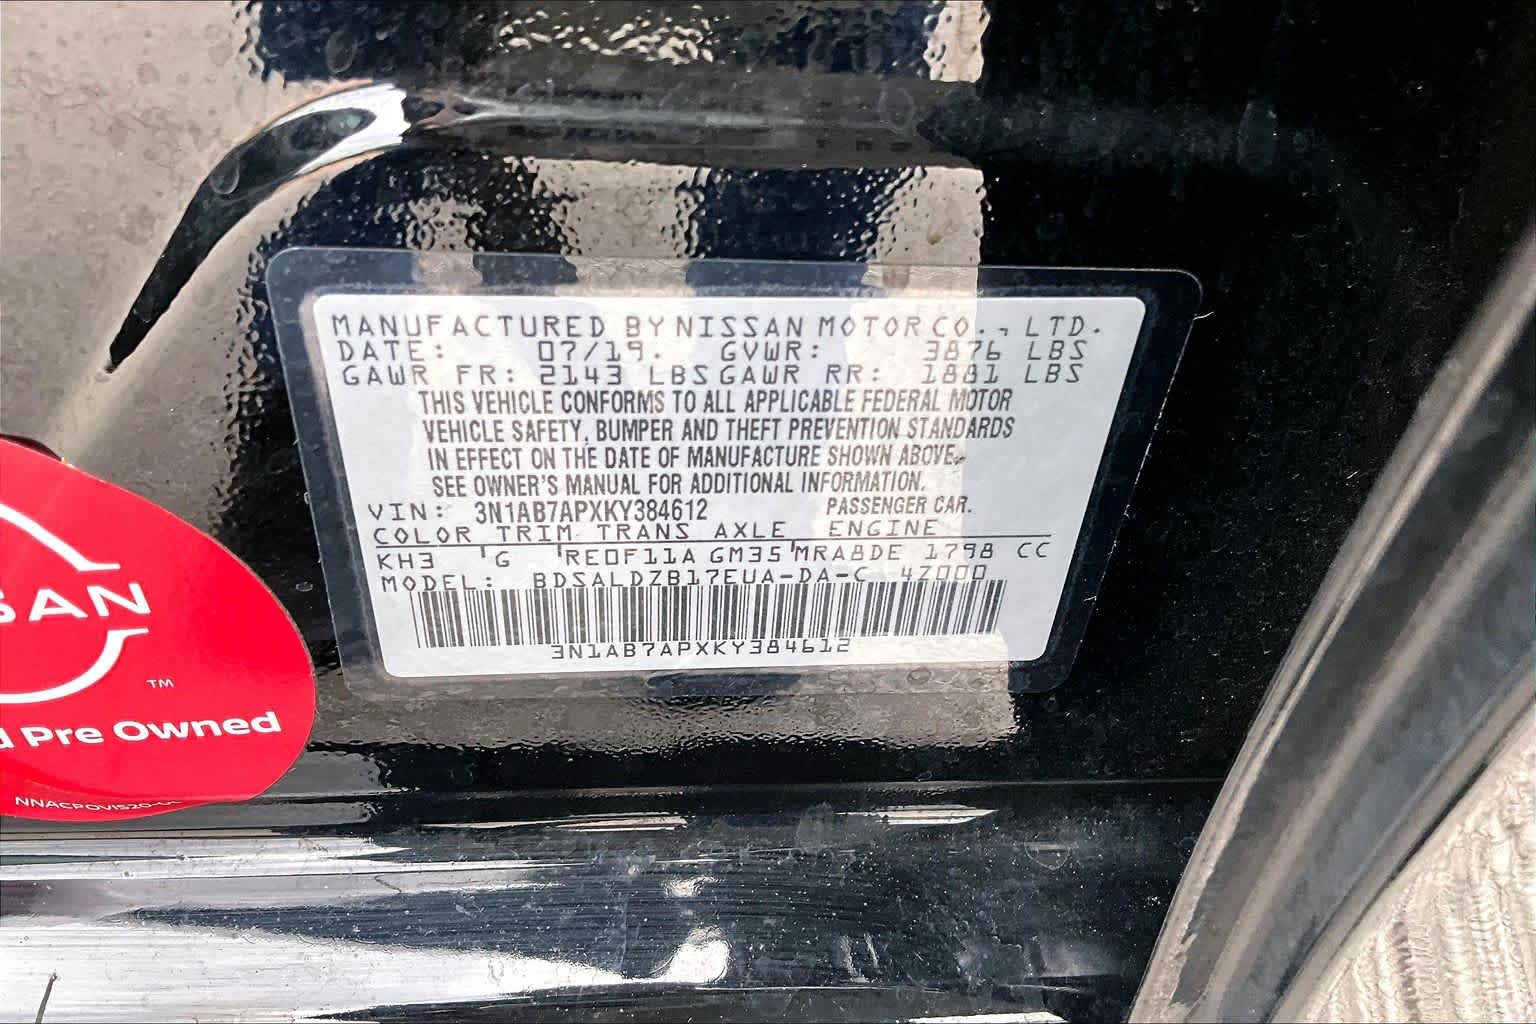 MANUFACTURED BY NISSAN MOTOR CO., LTD.
DATE: 07/19. GVWR: 3876 LBS
GAWR FR: 2143 LBS GAWR RR: 1881 LBS
THIS VEHICLE CONFORMS TO ALL APPLICABLE FEDERAL MOTOR
VEHICLE SAFETY, BUMPER AND THEFT PREVENTION STANDARDS
IN EFFECT ON THE DATE OF MANUFACTURE SHOWN ABOVE.
SEE OWNER'S MANUAL FOR ADDITIONAL INFORMATION.
VIN: 3N1AB7APXKY384612 PASSENGER CAR.
COLOR TRIM TRANS AXLE ENGINE
KH3 G RE0F11A GM35 MRA8DE 1798 CC
MODEL: BDSALDZB17EUA-DA-C 4Z000
3N1AB7APXKY384612
SSAN
TM
d Pre Owned